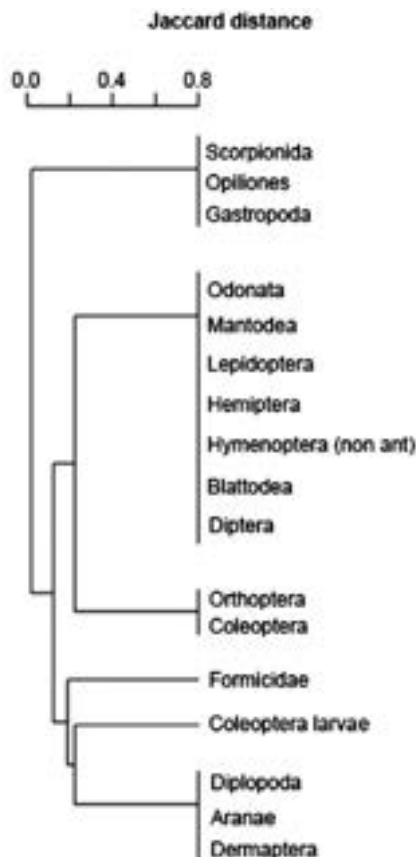 Jaccard distance
0.0 0.4 0.8
Scorpionida
Opiliones
Gastropoda
Odonata
Mantodea
Lepidoptera
Hemiptera
Hymenoptera (non ant)
Blattodea
Diptera
Orthoptera
Coleoptera
Formicidae
Coleoptera larvae
Diplopoda
Aranae
Dermaptera